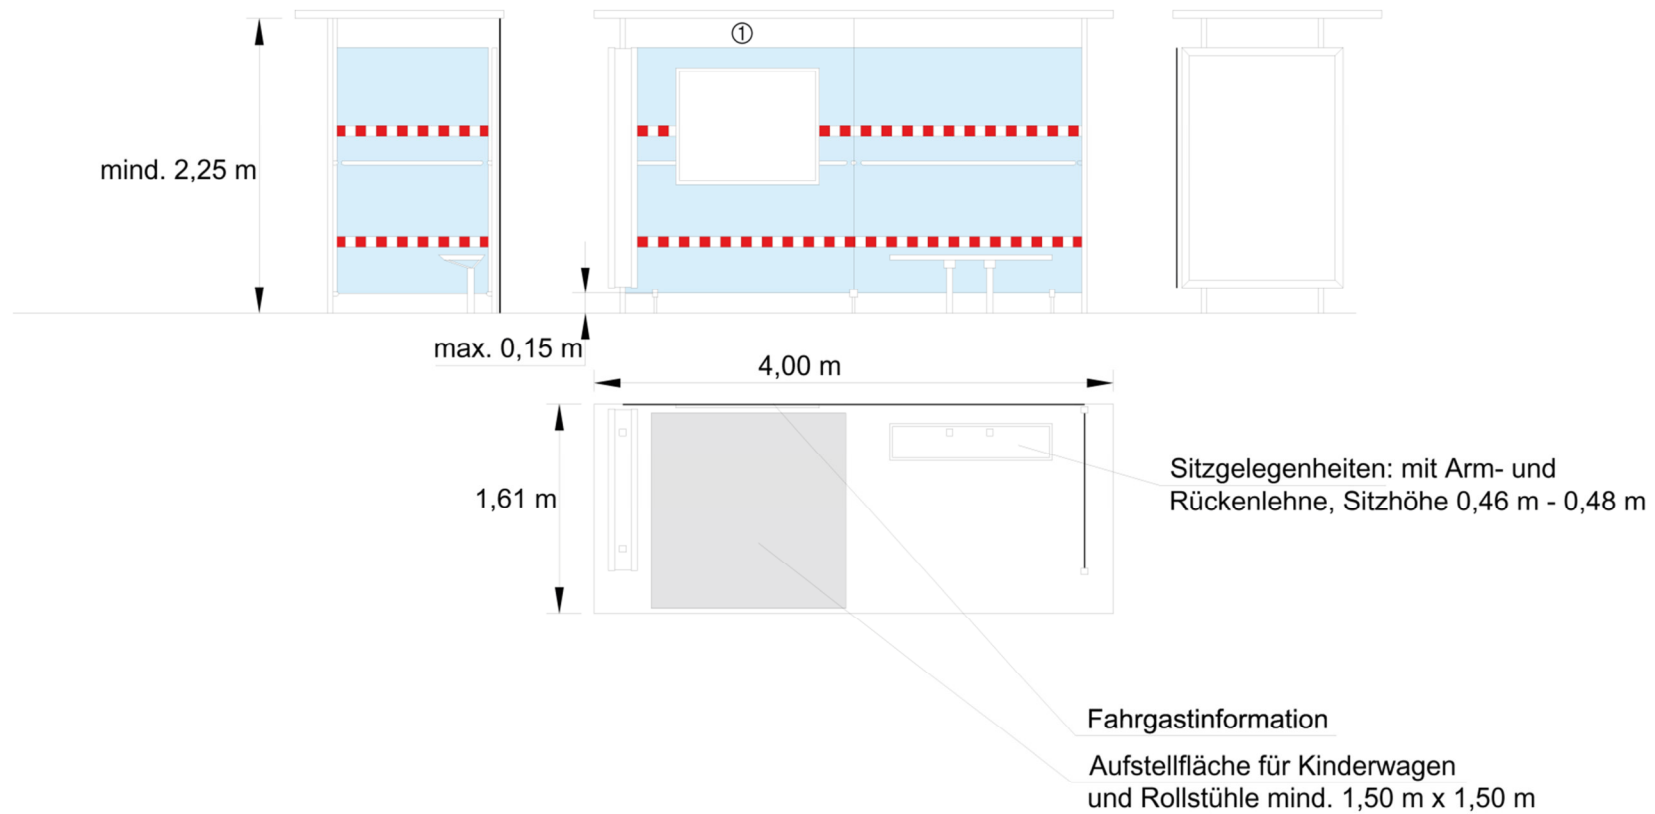 ①
mind. 2,25 m
max. 0,15 m
4,00 m
1,61 m
Sitzgelegenheiten: mit Arm- und
Rückenlehne, Sitzhöhe 0,46 m - 0,48 m
Fahrgastinformation
Aufstellfläche für Kinderwagen
und Rollstühle mind. 1,50 m x 1,50 m